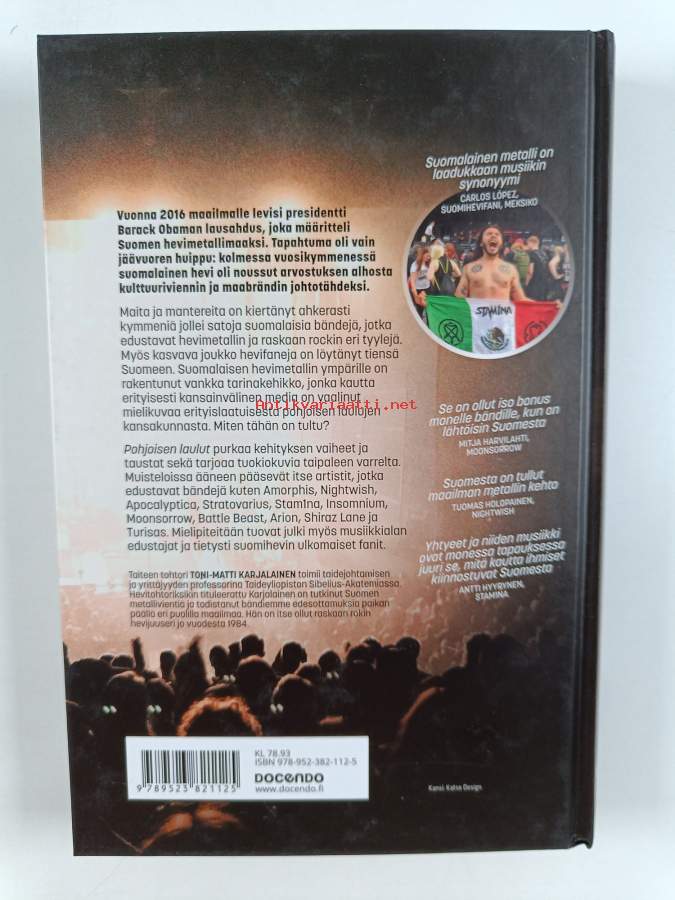 Vuonna 2016 maailmalle levisi presidentti
Barack Obaman lausahdus, joka määritteli
Suomen hevimetallimaaksi. Tapahtuma oli vain
jäävuoren huippu: kolmessa vuosikymmenessä
suomalainen hevi oli noussut arvostuksen alhosta
kulttuuriviennin ja maabrändin johtotähdeksi.
Maita ja mantereita on kiertänyt ahkerasti
kymmeniä jollei satoja suomalaisia bändejä, jotka
edustavat hevimetallin ja raskaan rockin eri tyylejä.
Myös kasvava joukko hevifaneja on löytänyt tiensä
Suomeen. Suomalaisen hevimetallin ympärille on
rakentunut vankka tarinakehikko, jonka kautta
erityisesti kansainvälinen media on vaalinut
mielikuvaa erityislaatuisesta pohjoisen laulujen
kansakunnasta. Miten tähän on tultu?
Pohjoisen laulut purkaa kehityksen vaiheet ja
taustat sekä tarjoaa tuokiokuvia taipaleen varrelta.
Muisteloissa ääneen pääsevät itse artistit, jotka
edustavat bändejä kuten Amorphis, Nightwish,
Apocalyptica, Stratovarius, Stam1na, Insomnium,
Moonsorrow, Battle Beast, Arion, Shiraz Lane ja
Turisas. Mielipiteitään tuovat julki myös musiikkialan
edustajat ja tietysti suomihevin ulkomaiset fanit.
Taiteen tohtori TONI-MATTI KARJALAINEN toimii taidejohtamisen
ja yrittäjyyden professorina Taideyliopiston Sibelius-Akatemiassa.
Hevitohtoriksikin tituleerattu Karjalainen on tutkinut Suomen
metallivientiä ja todistanut bändiemme edesottamuksia paikan
päällä eri puolilla maailmaa. Hän on itse ollut raskaan rokin
hevijuuseri jo vuodesta 1984.
Suomalainen metalli on
laadukkaan musiikin
synonyymi
CARLOS LÓPEZ,
SUOMIHEVIFANI, MEKSIKO
STAM1NA
Se on ollut iso bonus
monelle bändille, kun on
lähtöisin Suomesta
MITJA HARVILAHTI,
MOONSORROW
Suomesta on tullut
maailman metallin kehto
TUOMAS HOLOPAINEN,
NIGHTWISH
Yhtyeet ja niiden musiikki
ovat monessa tapauksessa
juuri se, mitä kautta ihmiset
kiinnostuvat Suomesta
ANTTI HYYRYNEN,
STAM1NA
Antikvariaatti.net
KL 78.93
ISBN 978-952-382-112-5
DOCENDO
www.docendo.fi
9 789523 821125
Kansi Katse Design